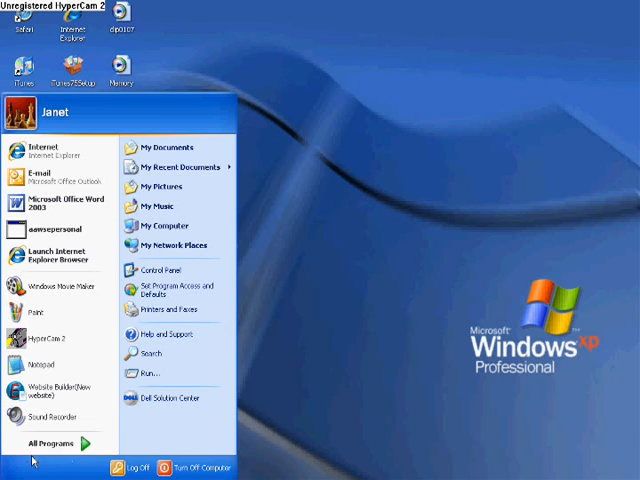 Unregistered HyperCam 2
Safari
Internet
Explorer
clip0107
iTunes
iTunes75Setup
Memory
Janet
Internet
Internet Explorer
E-mail
Microsoft Office Outlook
Microsoft Office Word
2003
aawsepersonal
Launch Internet
Explorer Browser
Windows Movie Maker
Paint
HyperCam 2
Notepad
Website Builder(New
website)
Sound Recorder
All Programs
My Documents
My Recent Documents
My Pictures
My Music
My Computer
My Network Places
Control Panel
Set Program Access and
Defaults
Printers and Faxes
Help and Support
Search
Run...
DELL Dell Solution Center
Log Off
Turn Off Computer
Microsoft
Windows xp
Professional